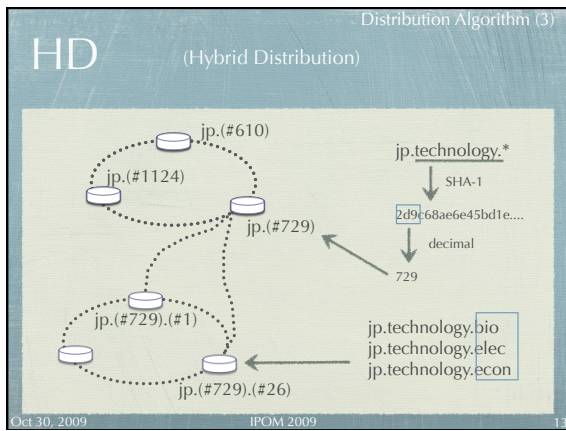 Distribution Algorithm (3)
HD
(Hybrid Distribution)
jp.(#610)
jp.(#1124)
jp.(#729)
jp.technology.*
SHA-1
2d9c68ae6e45bd1e....
decimal
729
jp.(#729).(#1)
jp.(#729).(#26)
jp.technology.bio
jp.technology.elec
jp.technology.econ
Oct 30, 2009
IPOM 2009
13